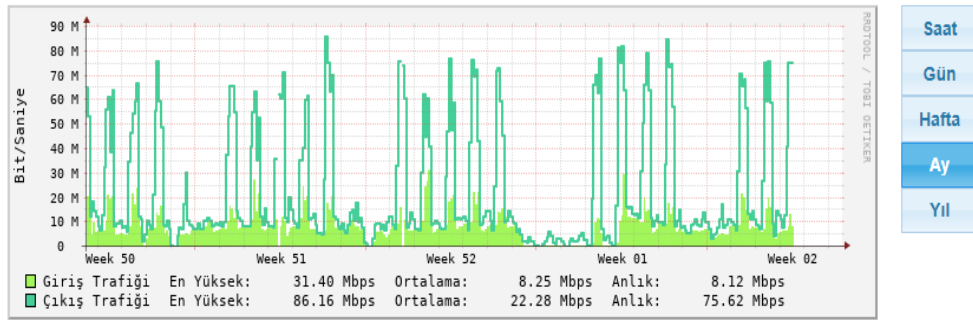 90 M
80 M
70 M
60 M
50 M
40 M
30 M
20 M
10 M
0
Bit/Saniye
Week 50 Week 51 Week 52 Week 01 Week 02
Giriş Trafiği En Yüksek: 31.40 Mbps Ortalama: 8.25 Mbps Anlık: 8.12 Mbps
Çıkış Trafiği En Yüksek: 86.16 Mbps Ortalama: 22.28 Mbps Anlık: 75.62 Mbps
RRDTOOL / TOBI OETIKER
Saat
Gün
Hafta
Ay
Yıl